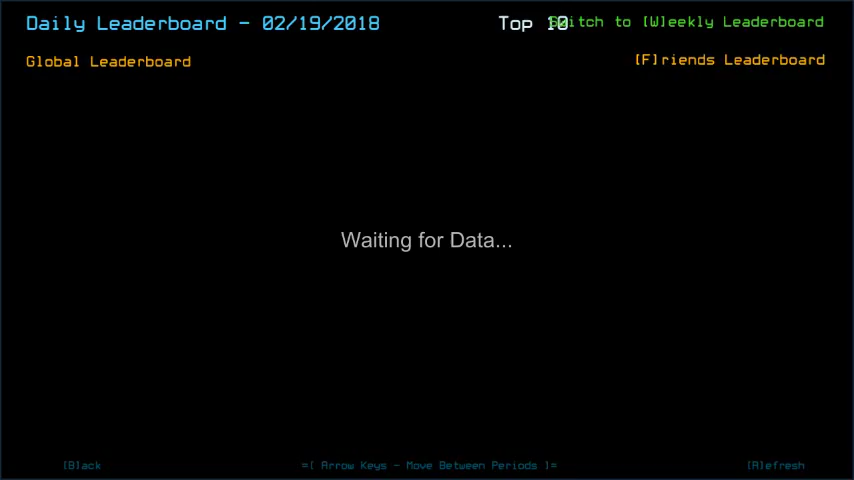 Daily Leaderboard - 02/19/2018
Top 10
Switch to [W]eekly Leaderboard
Global Leaderboard
[F]riends Leaderboard
Waiting for Data...
[B]ack
=[ Arrow Keys - Move Between Periods ]=
[R]efresh